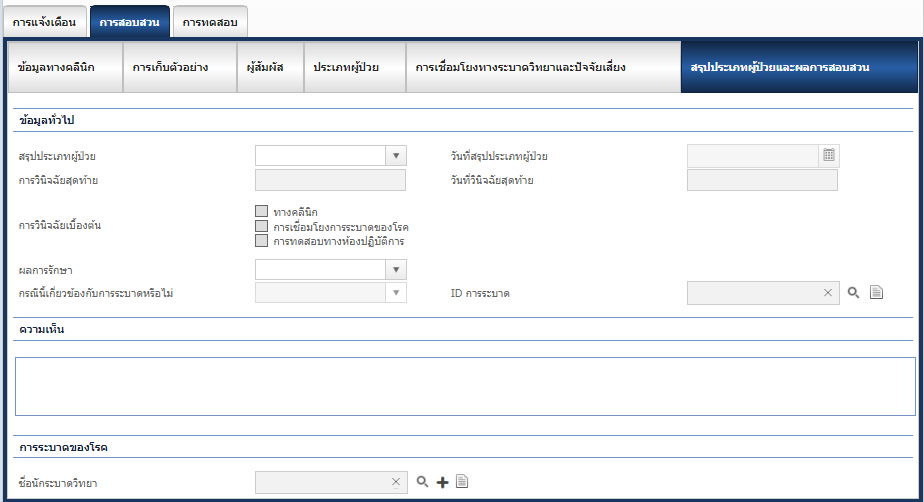 การแจ้งเตือน การสอบสวน การทดสอบ
ข้อมูลทางคลินิก การเก็บตัวอย่าง ผู้สัมผัส ประเภทผู้ป่วย การเชื่อมโยงทางระบาดวิทยาและปัจจัยเสี่ยง สรุปประเภทผู้ป่วยและผลการสอบสวน
ข้อมูลทั่วไป
สรุปประเภทผู้ป่วย วันที่สรุปประเภทผู้ป่วย
การวินิจฉัยสุดท้าย วันที่วินิจฉัยสุดท้าย
การวินิจฉัยเบื้องต้น
ทางคลินิก
การเชื่อมโยงการระบาดของโรค
การทดสอบทางห้องปฏิบัติการ
ผลการรักษา
กรณีนี้เกี่ยวข้องกับการระบาดหรือไม่ ID การระบาด
ความเห็น
การระบาดของโรค
ชื่อนักระบาดวิทยา